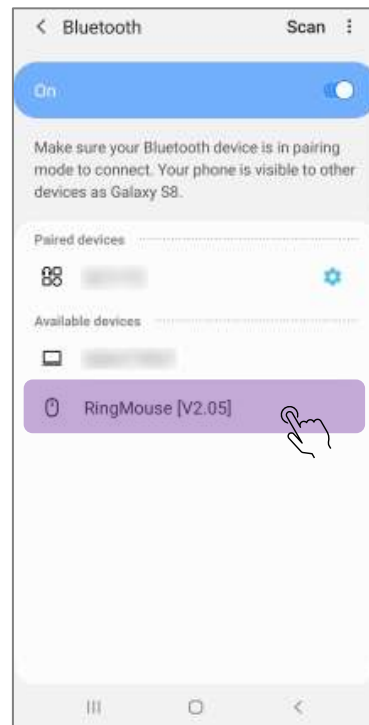 Bluetooth Scan
On
Make sure your Bluetooth device is in pairing
mode to connect. Your phone is visible to other
devices as Galaxy S8.
Paired devices
Available devices
RingMouse [V2.05]